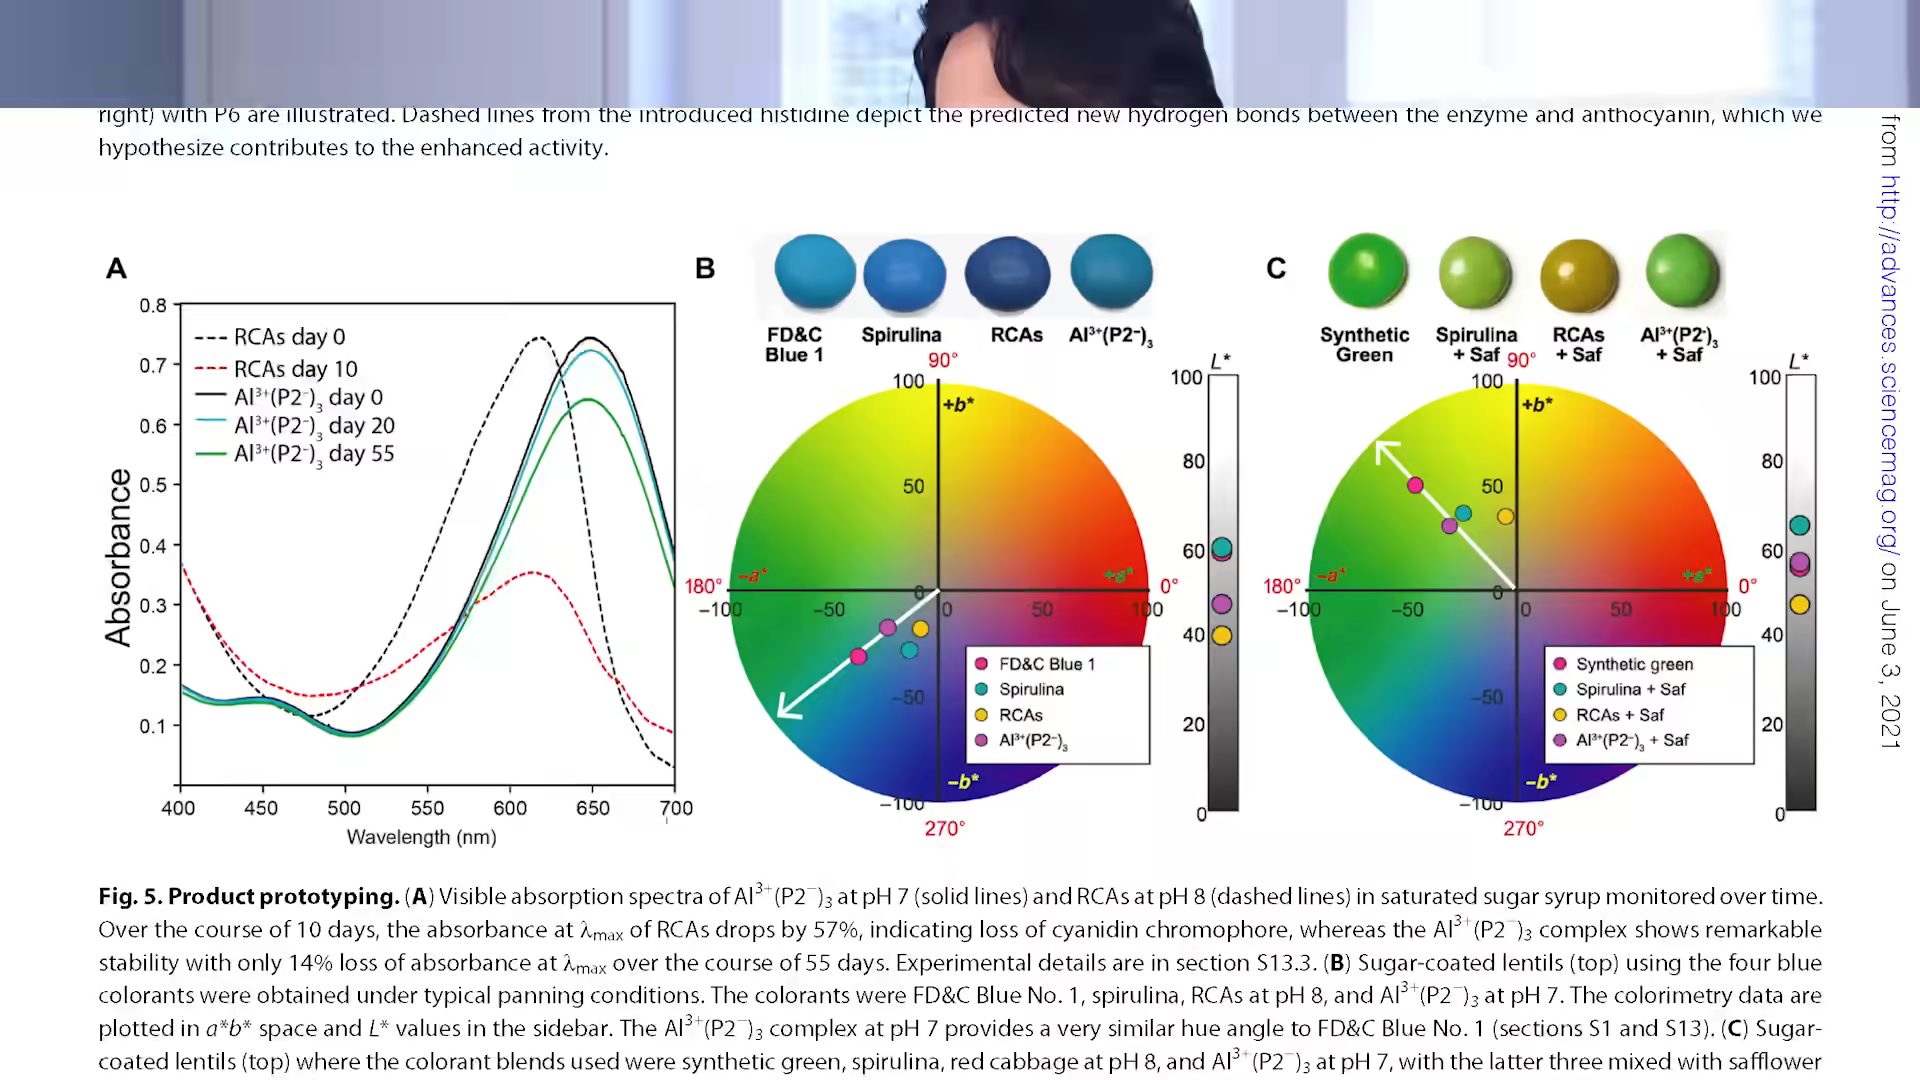 right) with P6 are illustrated. Dashed lines from the introduced histidine depict the predicted new hydrogen bonds between the enzyme and anthocyanin, which we
hypothesize contributes to the enhanced activity.
from http://advances.sciencemag.org/ on June 3, 2021
A
0.8
0.7
0.6
0.5
0.4
0.3
0.2
0.1
Absorbance
RCAs day 0
RCAs day 10
Al³⁺(P2⁻)₃ day 0
Al³⁺(P2⁻)₃ day 20
Al³⁺(P2⁻)₃ day 55
400 450 500 550 600 650 700
Wavelength (nm)
B
FD&C Blue 1
Spirulina
RCAs
Al³⁺(P2⁻)₃
90°
100
+b*
50
180°
−a*
+a*
0°
0
−100 −50 0 50 100
−50
−b*
−100
270°
FD&C Blue 1
Spirulina
RCAs
Al³⁺(P2⁻)₃
L*
100
80
60
40
20
0
C
Synthetic Green
Spirulina + Saf
RCAs + Saf
Al³⁺(P2⁻)₃ + Saf
90°
100
+b*
50
180°
−a*
+a*
0°
0
−100 −50 0 50 100
−50
−b*
−100
270°
Synthetic green
Spirulina + Saf
RCAs + Saf
Al³⁺(P2⁻)₃ + Saf
L*
100
80
60
40
20
0
Fig. 5. Product prototyping. (A) Visible absorption spectra of Al³⁺(P2⁻)₃ at pH 7 (solid lines) and RCAs at pH 8 (dashed lines) in saturated sugar syrup monitored over time.
Over the course of 10 days, the absorbance at λmax of RCAs drops by 57%, indicating loss of cyanidin chromophore, whereas the Al³⁺(P2⁻)₃ complex shows remarkable
stability with only 14% loss of absorbance at λmax over the course of 55 days. Experimental details are in section S13.3. (B) Sugar-coated lentils (top) using the four blue
colorants were obtained under typical panning conditions. The colorants were FD&C Blue No. 1, spirulina, RCAs at pH 8, and Al³⁺(P2⁻)₃ at pH 7. The colorimetry data are
plotted in a*b* space and L* values in the sidebar. The Al³⁺(P2⁻)₃ complex at pH 7 provides a very similar hue angle to FD&C Blue No. 1 (sections S1 and S13). (C) Sugar-
coated lentils (top) where the colorant blends used were synthetic green, spirulina, red cabbage at pH 8, and Al³⁺(P2⁻)₃ at pH 7, with the latter three mixed with safflower